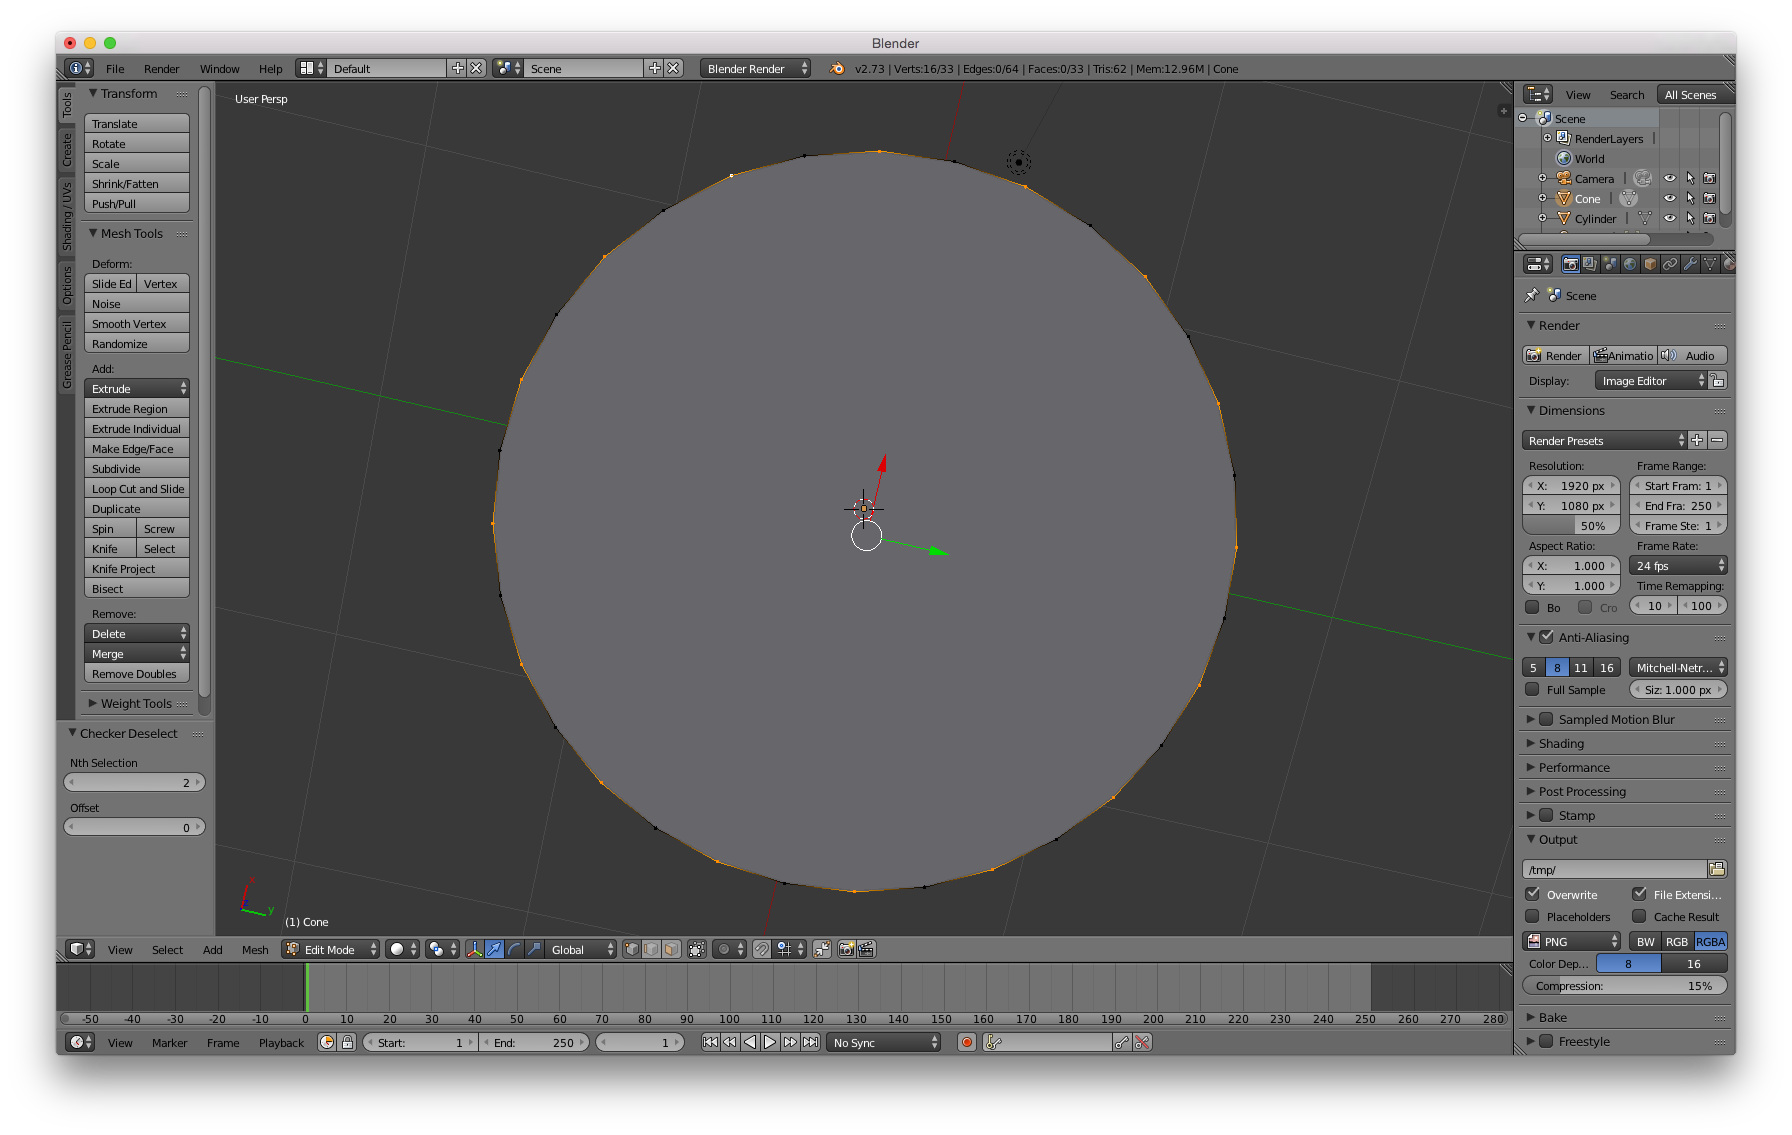 Blender
File Render Window Help Default Scene Blender Render v2.73 | Verts:16/33 | Edges:0/64 | Faces:0/33 | Tris:62 | Mem:12.96M | Cone
Tools
Create
Shading / UVs
Options
Grease Pencil
Transform
Translate
Rotate
Scale
Shrink/Fatten
Push/Pull
Mesh Tools
Deform:
Slide Ed Vertex
Noise
Smooth Vertex
Randomize
Add:
Extrude
Extrude Region
Extrude Individual
Make Edge/Face
Subdivide
Loop Cut and Slide
Duplicate
Spin Screw
Knife Select
Knife Project
Bisect
Remove:
Delete
Merge
Remove Doubles
Weight Tools
Checker Deselect
Nth Selection
2
Offset
0
User Persp
y
(1) Cone
View Select Add Mesh Edit Mode Global
-50 -40 -30 -20 -10 0 10 20 30 40 50 60 70 80 90 100 110 120 130 140 150 160 170 180 190 200 210 220 230 240 250 260 270 280
View Marker Frame Playback Start: 1 End: 250 1 No Sync
View Search All Scenes
Scene
RenderLayers |
World
Camera |
Cone |
Cylinder |
Scene
Render
Render Animatio Audio
Display: Image Editor
Dimensions
Render Presets
Resolution: Frame Range:
X: 1920 px Start Fram: 1
Y: 1080 px End Fra: 250
50% Frame Ste: 1
Aspect Ratio: Frame Rate:
X: 1.000 24 fps
Y: 1.000 Time Remapping:
Bo Cro 10 100
Anti-Aliasing
5 8 11 16 Mitchell-Netr...
Full Sample Siz: 1.000 px
Sampled Motion Blur
Shading
Performance
Post Processing
Stamp
Output
/tmp/
Overwrite File Extensi...
Placeholders Cache Result
PNG BW RGB RGBA
Color Dep... 8 16
Compression: 15%
Bake
Freestyle